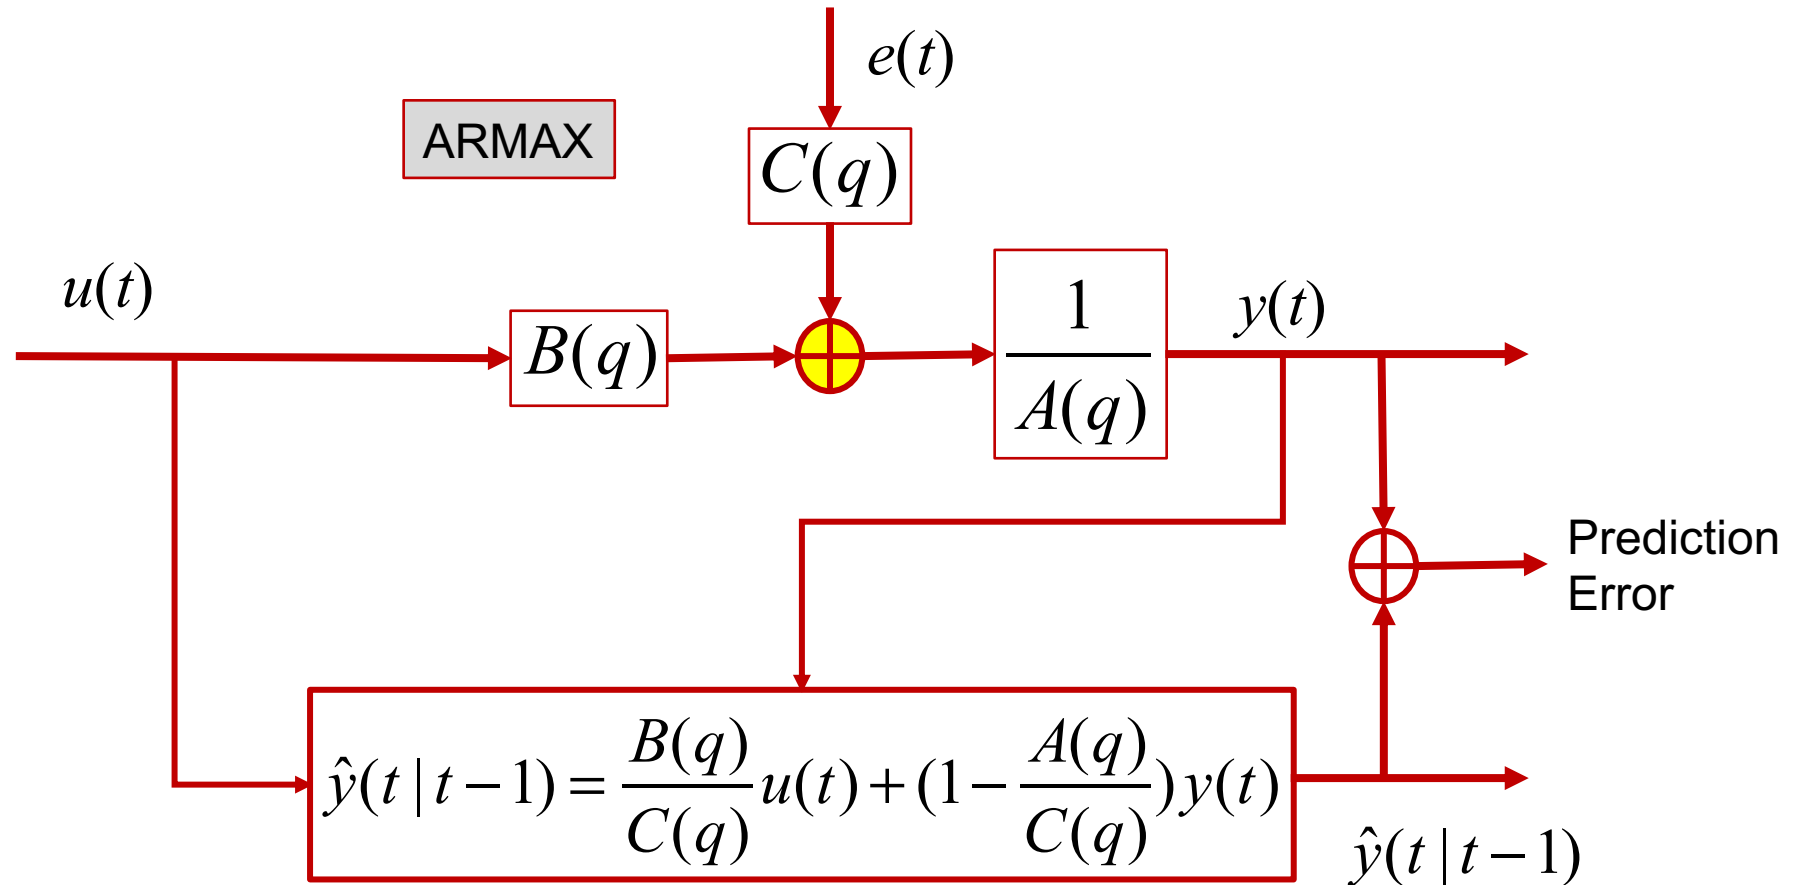 e(t)
ARMAX
C(q)
u(t)
B(q)
1
A(q)
y(t)
Prediction
Error
ŷ(t | t − 1) = B(q)/C(q) u(t) + (1 − A(q)/C(q)) y(t)
ŷ(t | t − 1)